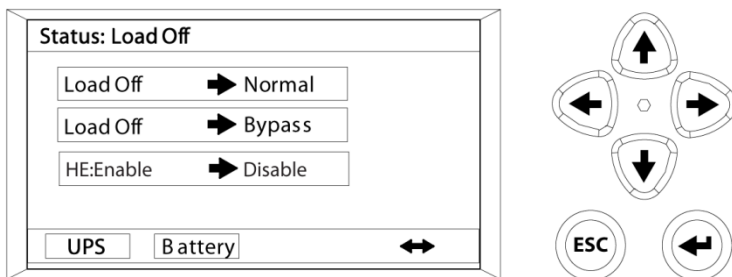 Status: Load Off
Load Off → Normal
Load Off → Bypass
HE:Enable → Disable
UPS Battery ↔
ESC